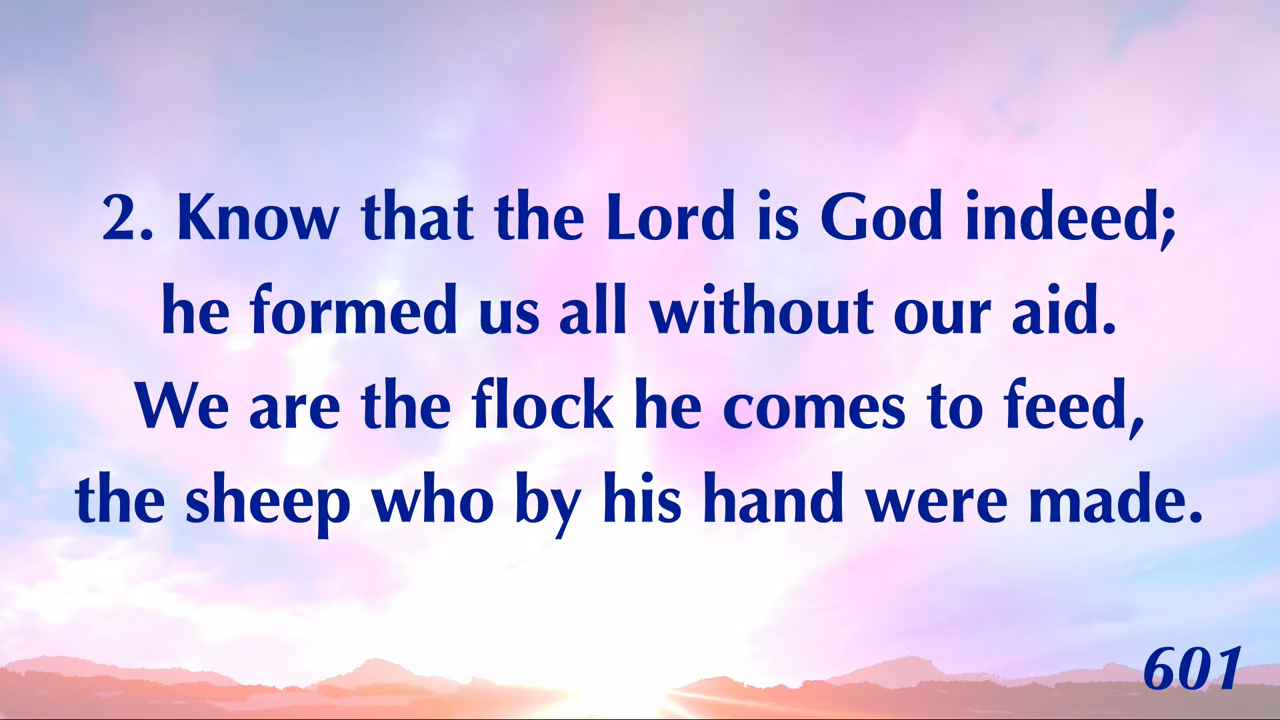 2. Know that the Lord is God indeed;
he formed us all without our aid.
We are the flock he comes to feed,
the sheep who by his hand were made.
601